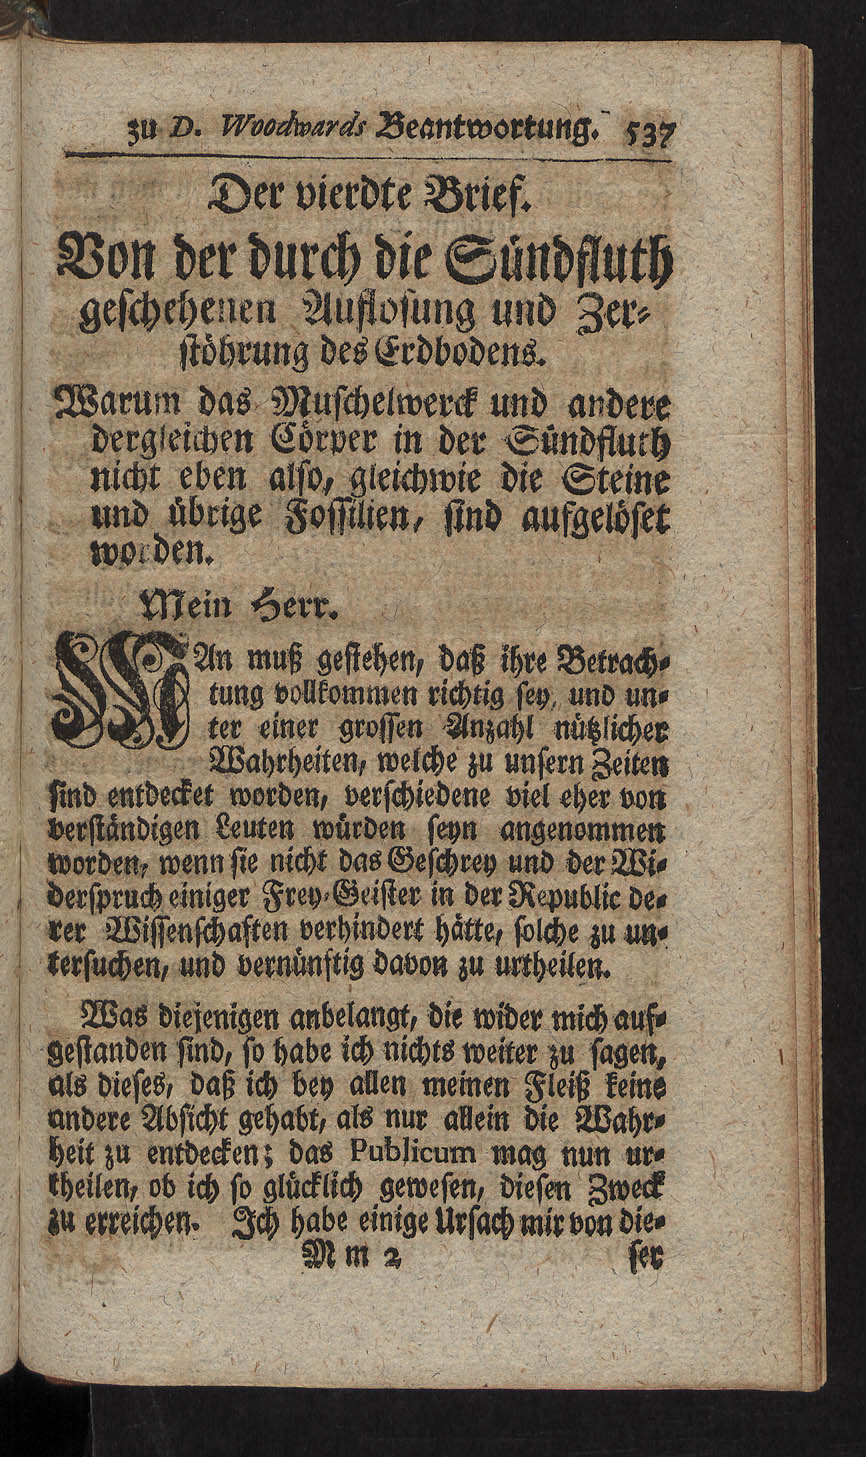 zu D. Woodwards Beantwortung. 537
Der vierdte Brief.
Von der durch die Sündfluth
geschehenen Auflosung und Zer-
stöhrung des Erdbodens.
Warum das Muschelwerck und andere
dergleichen Cörper in der Sündfluth
nicht eben also, gleichwie die Steine
und übrige Fossilien, sind aufgelöset
worden.
Mein Herr.
MAn muß gestehen, daß ihre Betrach-
tung vollkommen richtig sey, und un-
ter einer grossen Anzahl nützlicher
Wahrheiten, welche zu unsern Zeiten
sind entdecket worden, verschiedene viel eher von
verständigen Leuten würden seyn angenommen
worden, wenn sie nicht das Geschrey und der Wi-
derspruch einiger Frey-Geister in der Republic de-
rer Wissenschaften verhindert hätte, solche zu un-
tersuchen, und vernünftig davon zu urtheilen.
Was diejenigen anbelangt, die wider mich auf-
gestanden sind, so habe ich nichts weiter zu sagen,
als dieses, daß ich bey allen meinen Fleiß keine
andere Absicht gehabt, als nur allein die Wahr-
heit zu entdecken; das Publicum mag nun ur-
theilen, ob ich so glücklich gewesen, diesen Zweck
zu erreichen. Ich habe einige Ursach mir von die-
M m 2 ser